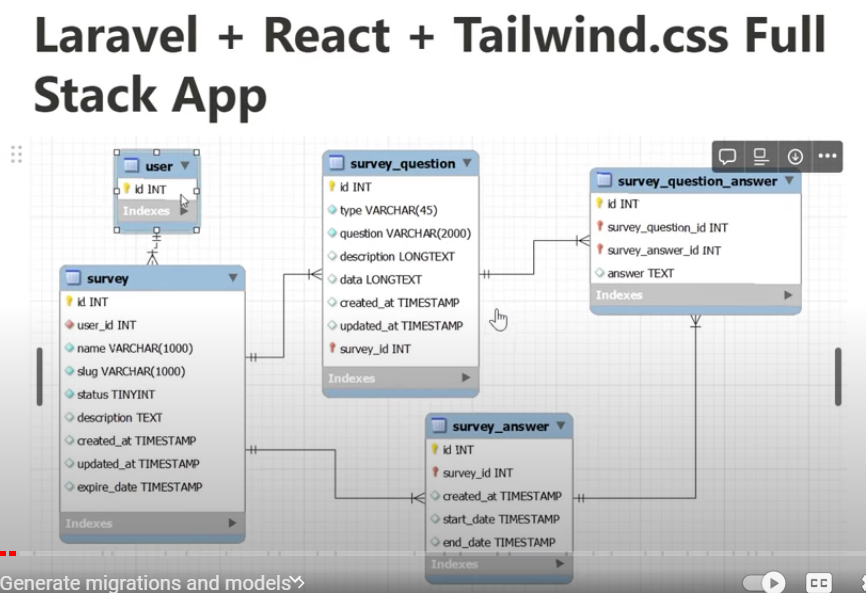 Laravel + React + Tailwind.css Full
Stack App
user
id INT
Indexes
survey
id INT
user_id INT
name VARCHAR(1000)
slug VARCHAR(1000)
status TINYINT
description TEXT
created_at TIMESTAMP
updated_at TIMESTAMP
expire_date TIMESTAMP
Indexes
survey_question
id INT
type VARCHAR(45)
question VARCHAR(2000)
description LONGTEXT
data LONGTEXT
created_at TIMESTAMP
updated_at TIMESTAMP
survey_id INT
Indexes
survey_question_answer
id INT
survey_question_id INT
survey_answer_id INT
answer TEXT
Indexes
survey_answer
id INT
survey_id INT
created_at TIMESTAMP
start_date TIMESTAMP
end_date TIMESTAMP
Indexes
Generate migrations and models
CC